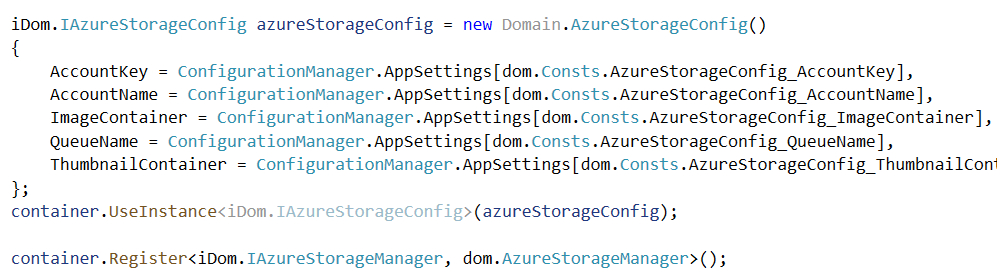 iDom.IAzureStorageConfig azureStorageConfig = new Domain.AzureStorageConfig()
{
    AccountKey = ConfigurationManager.AppSettings[dom.Consts.AzureStorageConfig_AccountKey],
    AccountName = ConfigurationManager.AppSettings[dom.Consts.AzureStorageConfig_AccountName],
    ImageContainer = ConfigurationManager.AppSettings[dom.Consts.AzureStorageConfig_ImageContainer],
    QueueName = ConfigurationManager.AppSettings[dom.Consts.AzureStorageConfig_QueueName],
    ThumbnailContainer = ConfigurationManager.AppSettings[dom.Consts.AzureStorageConfig_ThumbnailCont
};
container.UseInstance<iDom.IAzureStorageConfig>(azureStorageConfig);
container.Register<iDom.IAzureStorageManager, dom.AzureStorageManager>();